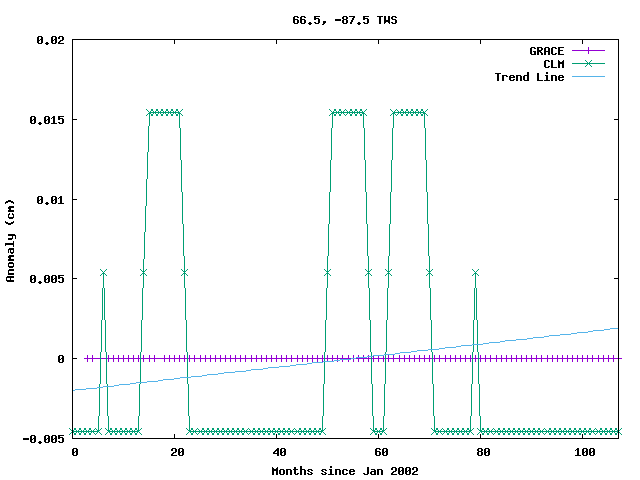 66.5, -87.5 TWS
0.02
0.015
0.01
0.005
0
-0.005
Anomaly (cm)
GRACE
CLM
Trend Line
0 20 40 60 80 100
Months since Jan 2002